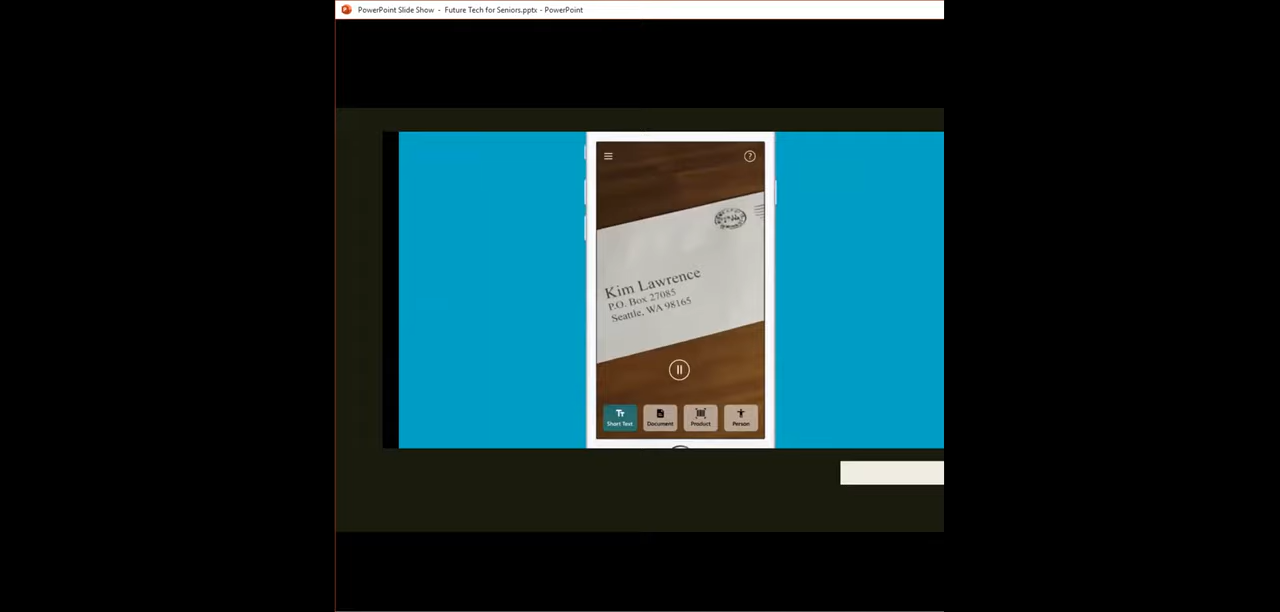 PowerPoint Slide Show - Future Tech for Seniors.pptx - PowerPoint
?
Kim Lawrence
P.O. Box 27085
Seattle, WA 98165
Short Text
Document
Product
Person